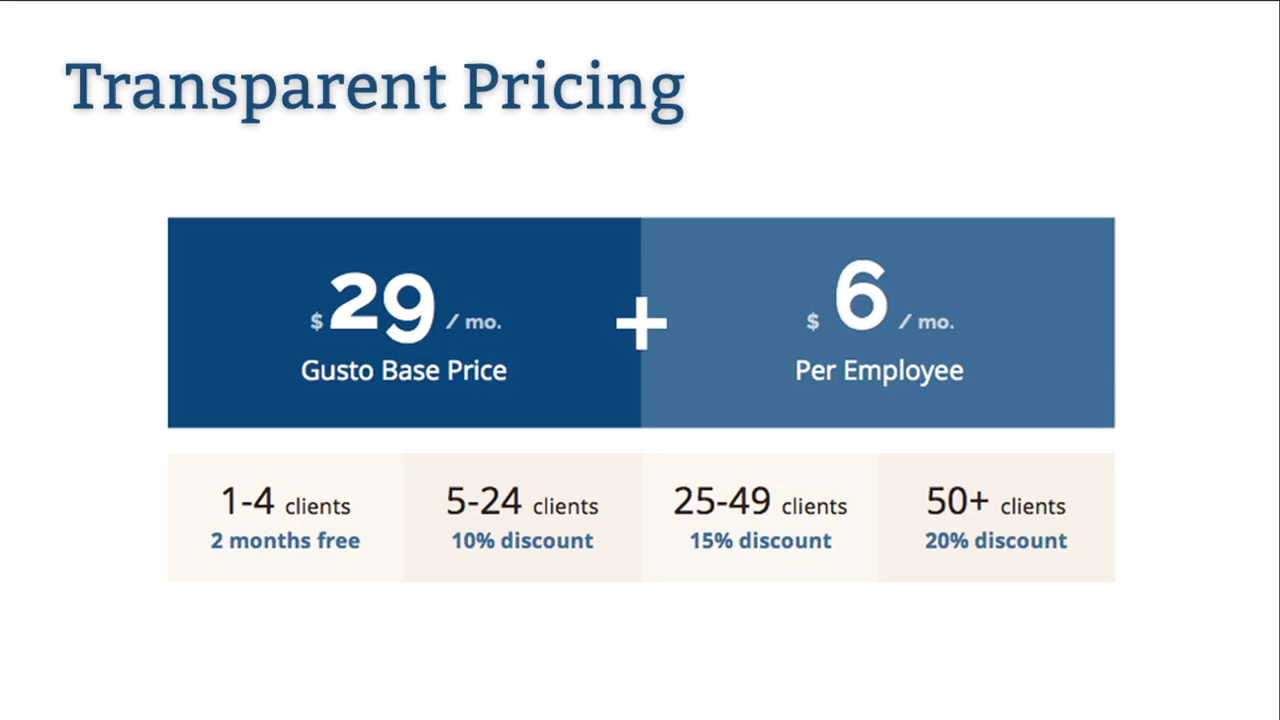 Transparent Pricing
$ 29 / mo. + $ 6 / mo.
Gusto Base Price Per Employee
1-4 clients 5-24 clients 25-49 clients 50+ clients
2 months free 10% discount 15% discount 20% discount